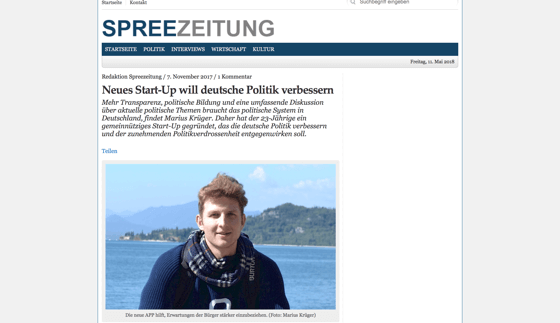 Startseite Kontakt
Suchbegriff eingeben
SPREEZEITUNG
STARTSEITE POLITIK INTERVIEWS WIRTSCHAFT KULTUR
Freitag, 11. Mai 2018
Redaktion Spreezeitung / 7. November 2017 / 1 Kommentar
Neues Start-Up will deutsche Politik verbessern
Mehr Transparenz, politische Bildung und eine umfassende Diskussion
über aktuelle politische Themen braucht das politische System in
Deutschland, findet Marius Krüger. Daher hat der 23-Jährige ein
gemeinnütziges Start-Up gegründet, das die deutsche Politik verbessern
und der zunehmenden Politikverdrossenheit entgegenwirken soll.
Teilen
Die neue APP hilft, Erwartungen der Bürger stärker einzubeziehen. (Foto: Marius Krüger)